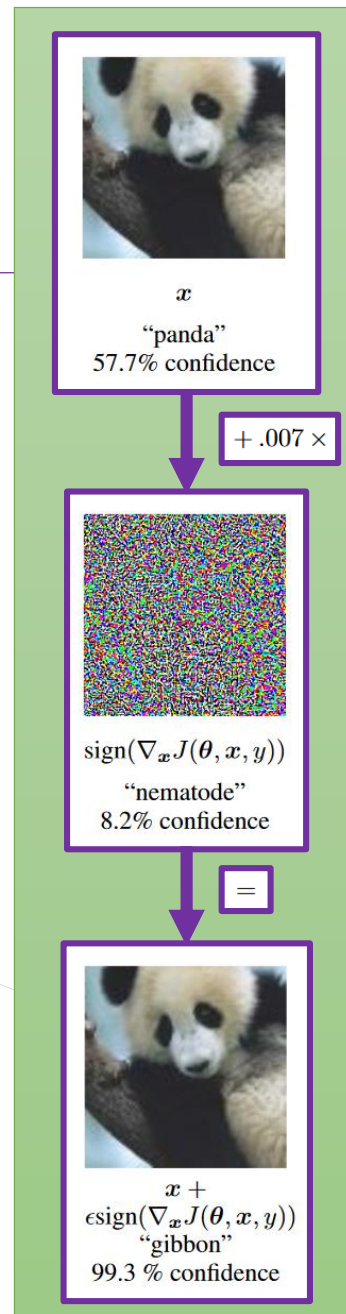 x
“panda”
57.7% confidence
+ .007 ×
sign(∇ₓJ(θ, x, y))
“nematode”
8.2% confidence
=
x +
ϵsign(∇ₓJ(θ, x, y))
“gibbon”
99.3 % confidence